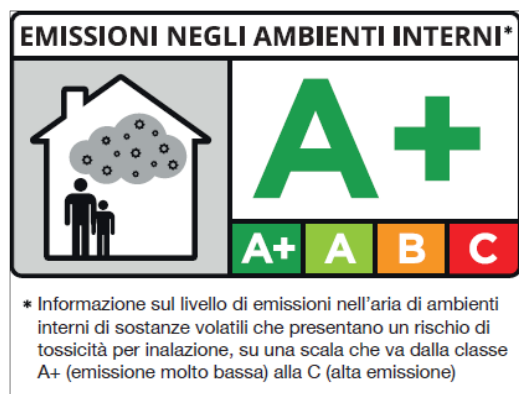 EMISSIONI NEGLI AMBIENTI INTERNI*
A+
A+ A B C
* Informazione sul livello di emissioni nell'aria di ambienti
interni di sostanze volatili che presentano un rischio di
tossicità per inalazione, su una scala che va dalla classe
A+ (emissione molto bassa) alla C (alta emissione)